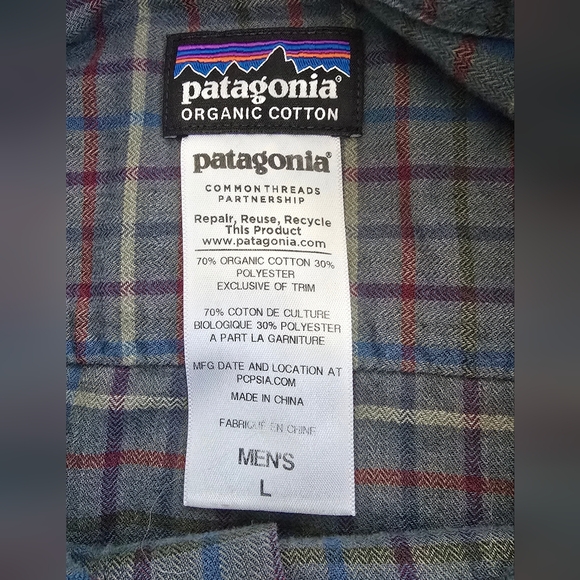 patagonia®
ORGANIC COTTON
patagonia®
COMMONTHREADS
PARTNERSHIP
Repair, Reuse, Recycle
This Product
www.patagonia.com
70% ORGANIC COTTON 30%
POLYESTER
EXCLUSIVE OF TRIM
70% COTON DE CULTURE
BIOLOGIQUE 30% POLYESTER
A PART LA GARNITURE
MFG DATE AND LOCATION AT
PCPSIA.COM
MADE IN CHINA
FABRIQUE EN CHINE
MEN'S
L